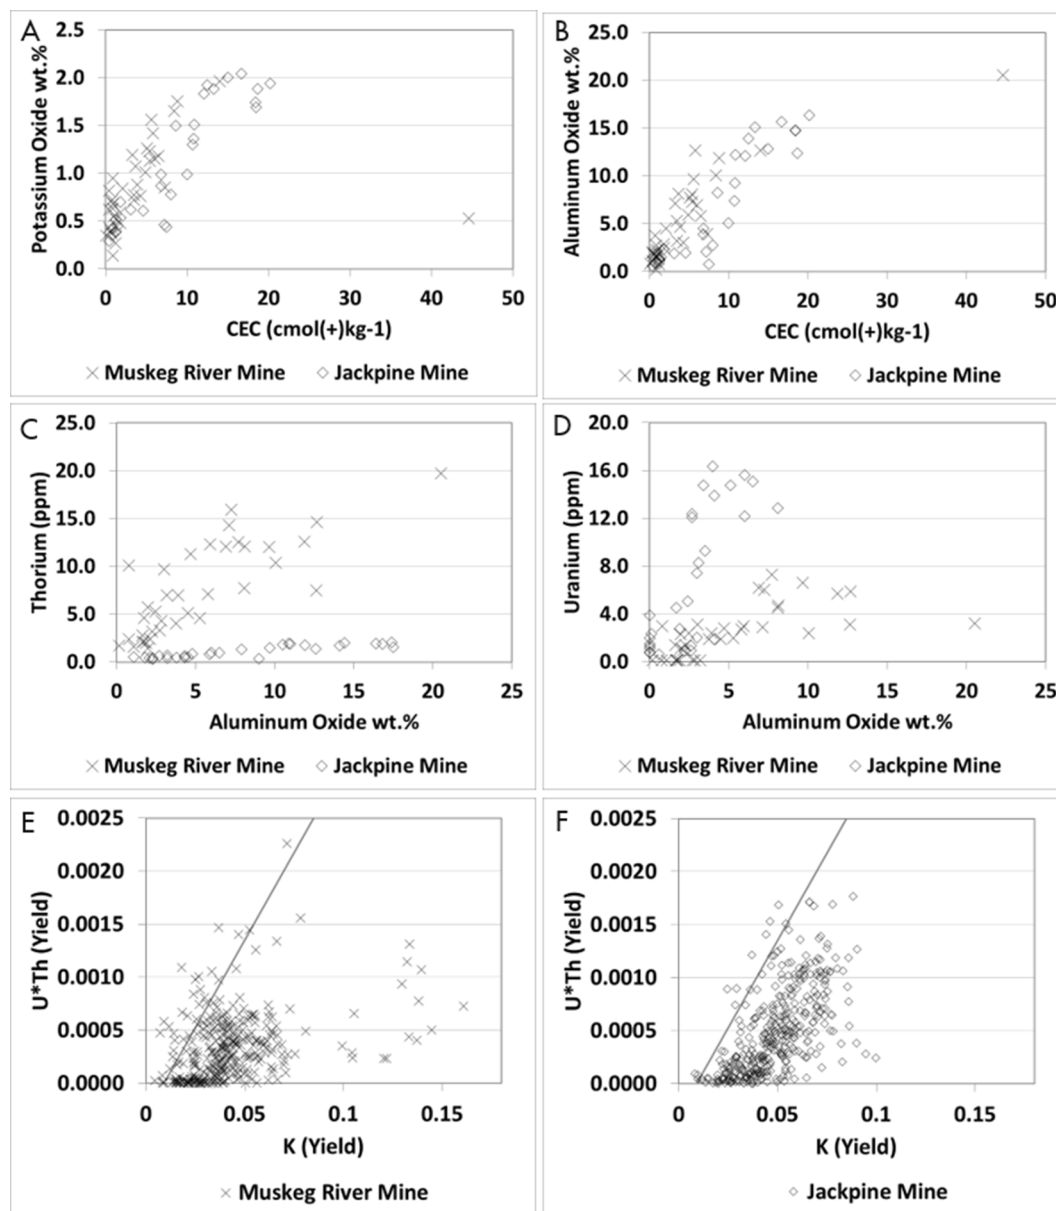 A
2.5
2.0
1.5
1.0
0.5
0.0
Potassium Oxide wt.%
0 10 20 30 40 50
CEC (cmol(+)kg-1)
Muskeg River Mine Jackpine Mine
B
25.0
20.0
15.0
10.0
5.0
0.0
Aluminum Oxide wt.%
0 10 20 30 40 50
CEC (cmol(+)kg-1)
Muskeg River Mine Jackpine Mine
C
25.0
20.0
15.0
10.0
5.0
0.0
Thorium (ppm)
0 5 10 15 20 25
Aluminum Oxide wt.%
Muskeg River Mine Jackpine Mine
D
20.0
16.0
12.0
8.0
4.0
0.0
Uranium (ppm)
0 5 10 15 20 25
Aluminum Oxide wt.%
Muskeg River Mine Jackpine Mine
E
0.0025
0.0020
0.0015
0.0010
0.0005
0.0000
U*Th (Yield)
0 0.05 0.1 0.15
K (Yield)
Muskeg River Mine
F
0.0025
0.0020
0.0015
0.0010
0.0005
0.0000
U*Th (Yield)
0 0.05 0.1 0.15
K (Yield)
Jackpine Mine